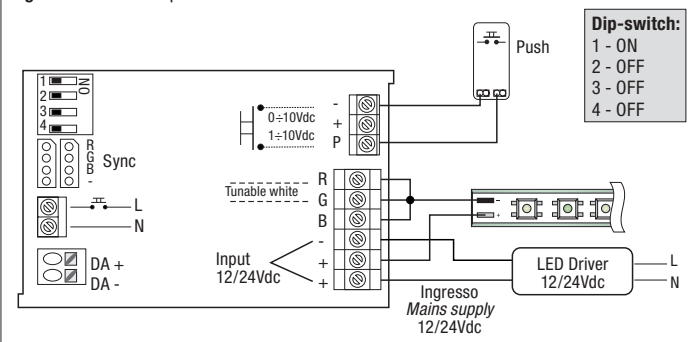 Push
Dip-switch:
1 - ON
2 - OFF
3 - OFF
4 - OFF
1
2
3
4
ON
R
G
B
-
Sync
L
N
DA +
DA -
0÷10Vdc
1÷10Vdc
-
+
P
Tunable white
R
G
B
-
+
+
Input
12/24Vdc
-
+
LED Driver
12/24Vdc
L
N
Ingresso
Mains supply
12/24Vdc